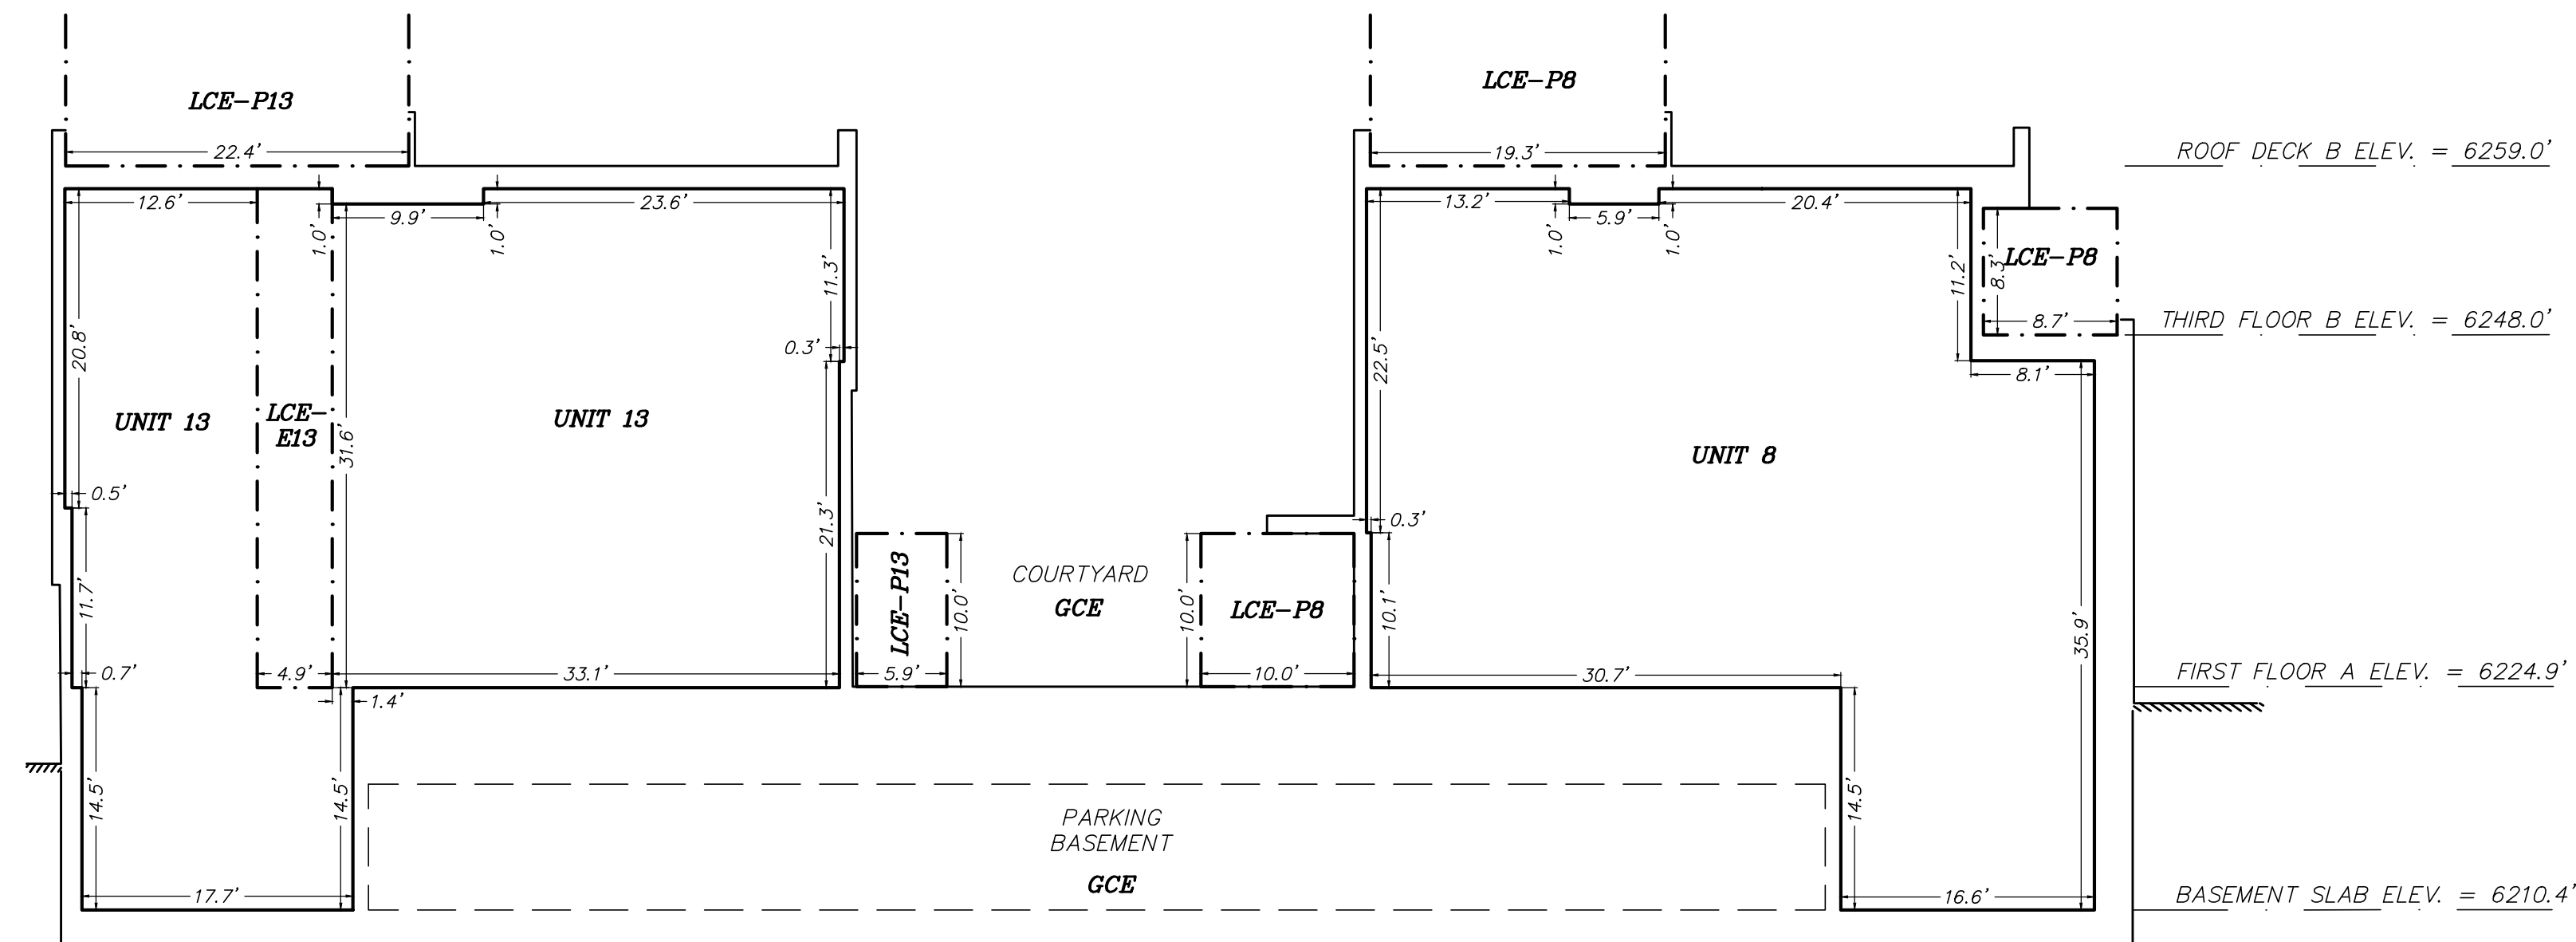 LCE-P13
LCE-P8
22.4'
19.3'
ROOF DECK B ELEV. = 6259.0'
12.6'
1.0'
9.9'
1.0'
23.6'
13.2'
1.0'
5.9'
1.0'
20.4'
11.3'
11.2'
8.3'
LCE-P8
20.8'
0.3'
22.5'
8.7'
THIRD FLOOR B ELEV. = 6248.0'
8.1'
UNIT 13
LCE-
E13
31.6'
UNIT 13
UNIT 8
0.5'
21.3'
0.3'
11.7'
LCE-P13
10.0'
COURTYARD
GCE
10.0'
LCE-P8
10.1'
35.9'
0.7'
4.9'
33.1'
5.9'
10.0'
30.7'
FIRST FLOOR A ELEV. = 6224.9'
1.4'
14.5'
14.5'
PARKING
BASEMENT
GCE
14.5'
17.7'
16.6'
BASEMENT SLAB ELEV. = 6210.4'